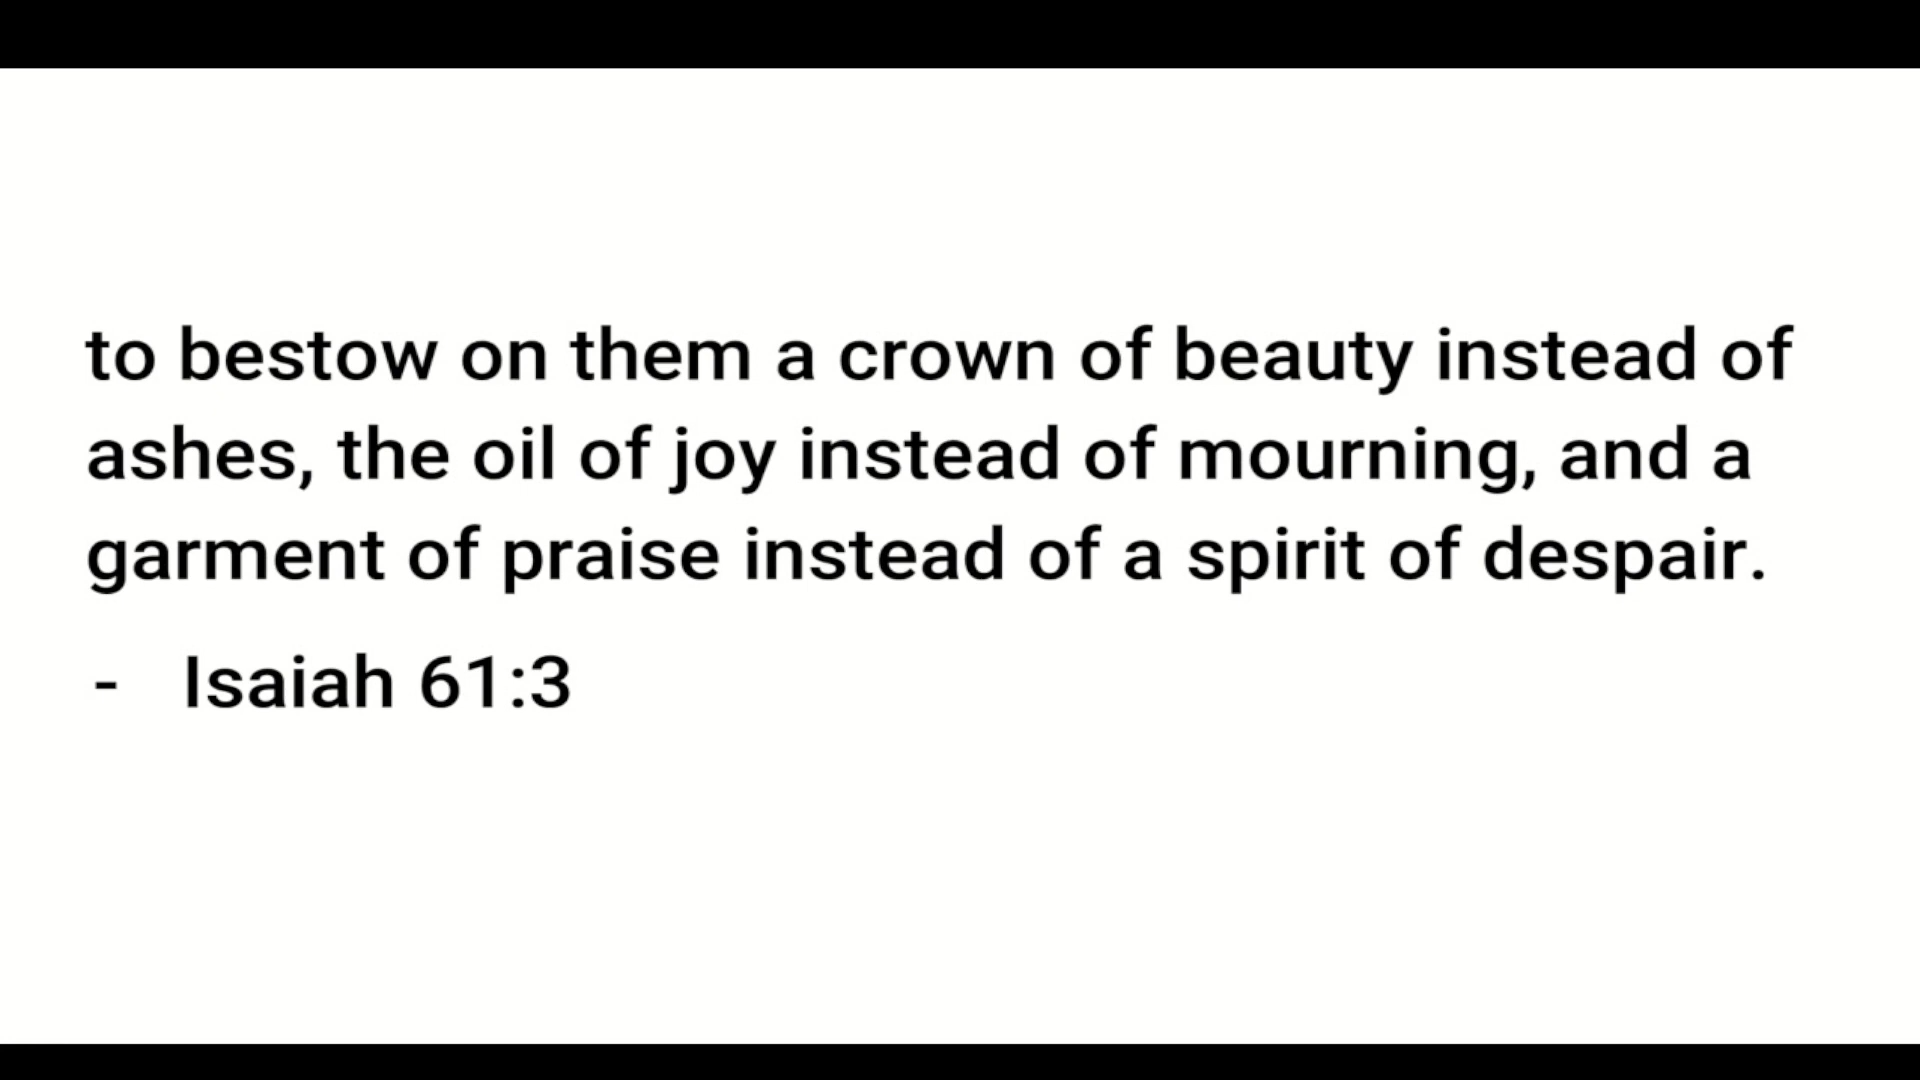 to bestow on them a crown of beauty instead of
ashes, the oil of joy instead of mourning, and a
garment of praise instead of a spirit of despair.
- Isaiah 61:3